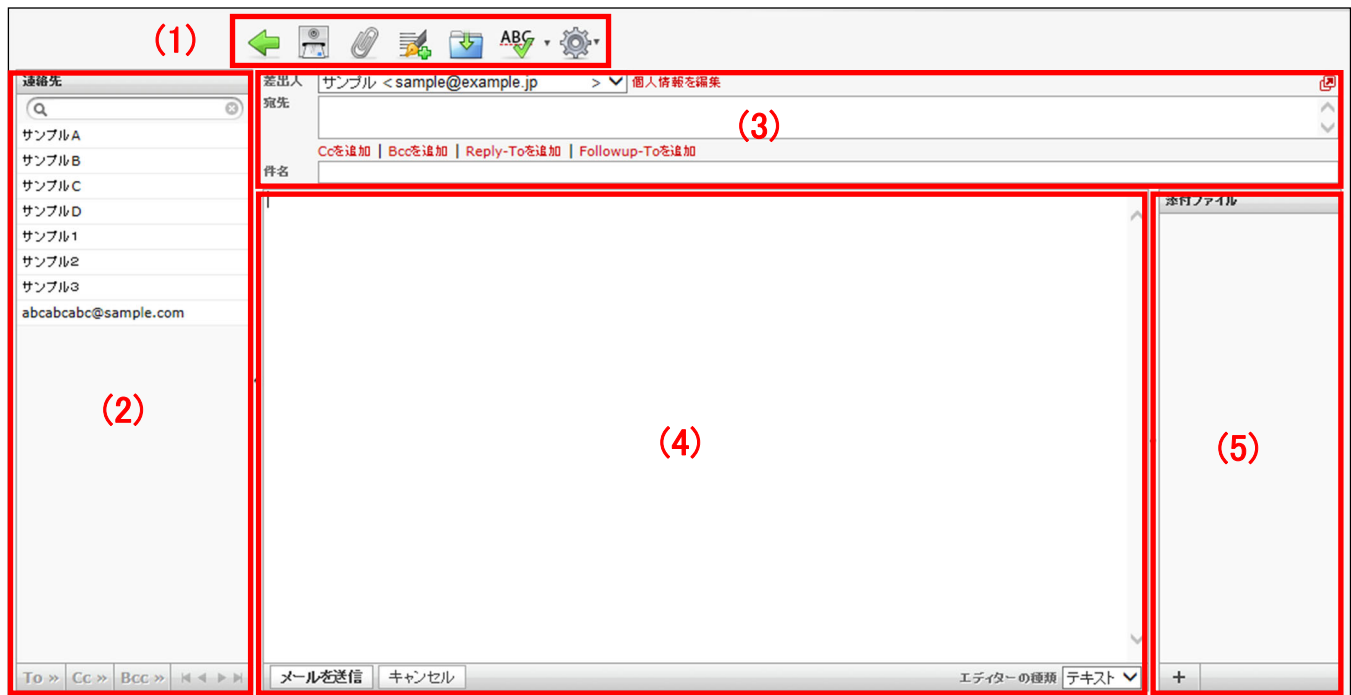 (1)
ABC
連絡先
サンプルA
サンプルB
サンプルC
サンプルD
サンプル1
サンプル2
サンプル3
abcabcabc@sample.com
(2)
To » Cc » Bcc »
差出人 サンプル <sample@example.jp > 個人情報を編集
宛先
(3)
Ccを追加 | Bccを追加 | Reply-Toを追加 | Followup-Toを追加
件名
(4)
メールを送信 キャンセル エディターの種類 テキスト
添付ファイル
(5)
+